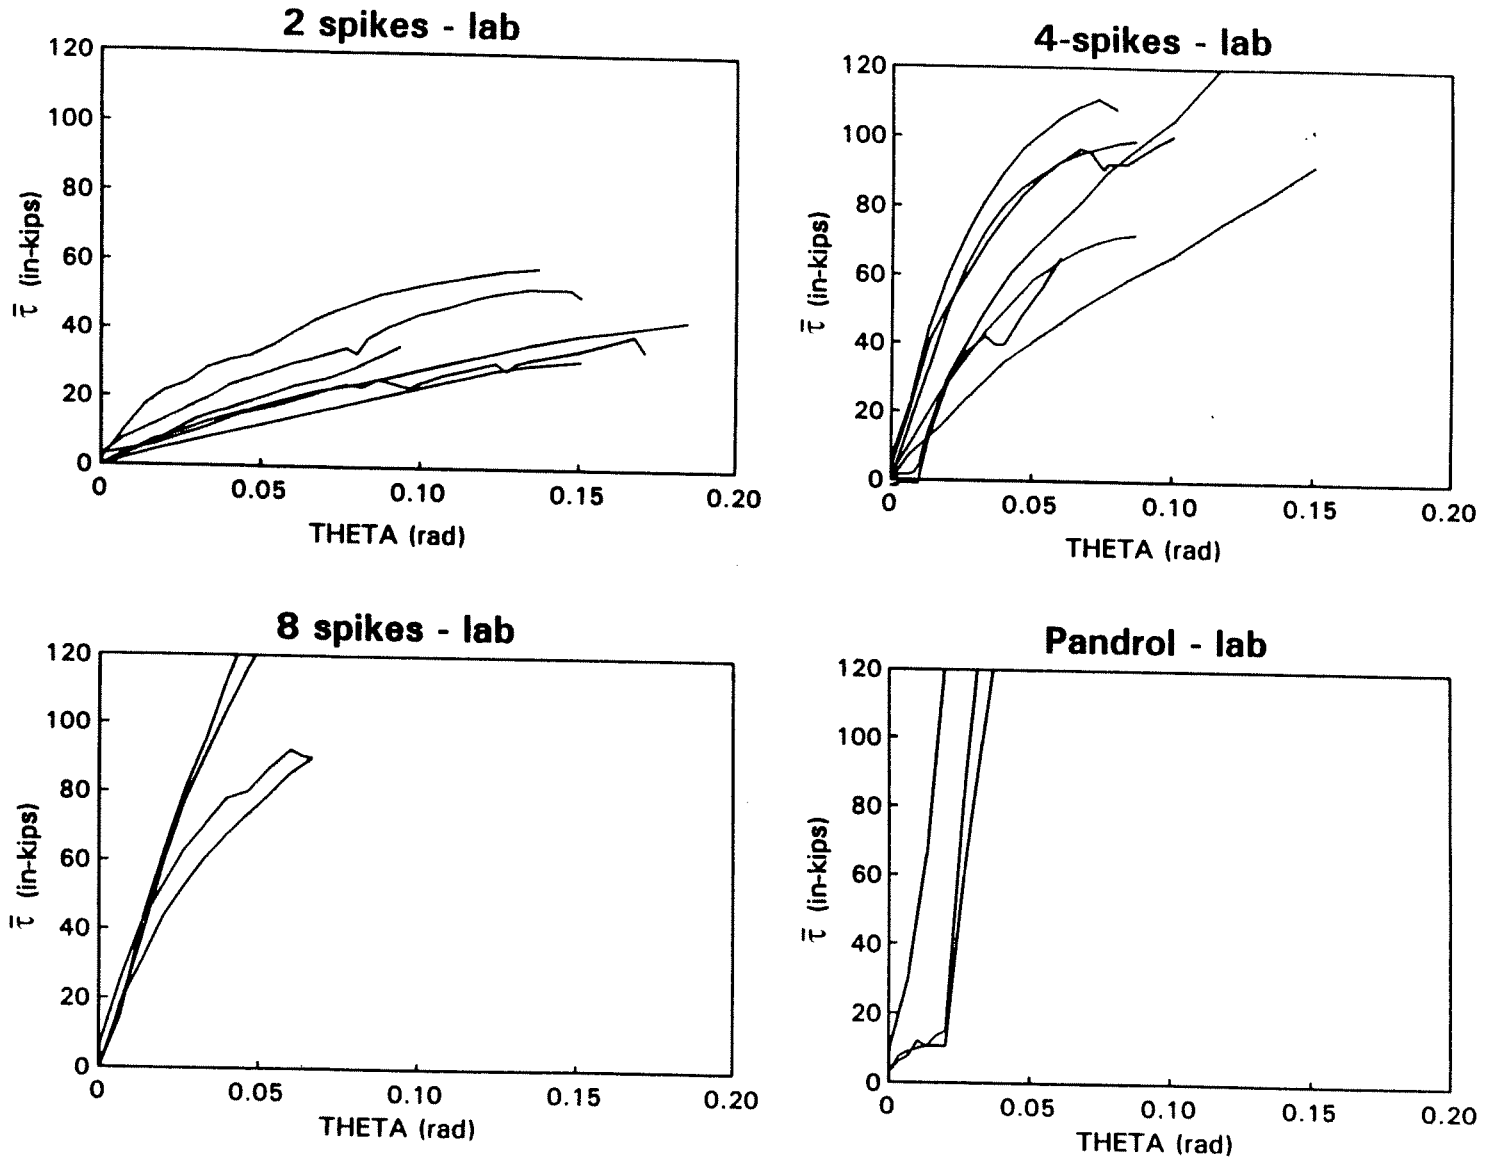 2 spikes - lab
120
100
80
60
40
20
0
τ̅ (in-kips)
0 0.05 0.10 0.15 0.20
THETA (rad)
4-spikes - lab
120
100
80
60
40
20
0
τ̅ (in-kips)
0 0.05 0.10 0.15 0.20
THETA (rad)
8 spikes - lab
120
100
80
60
40
20
0
τ̅ (in-kips)
0 0.05 0.10 0.15 0.20
THETA (rad)
Pandrol - lab
120
100
80
60
40
20
0
τ̅ (in-kips)
0 0.05 0.10 0.15 0.20
THETA (rad)